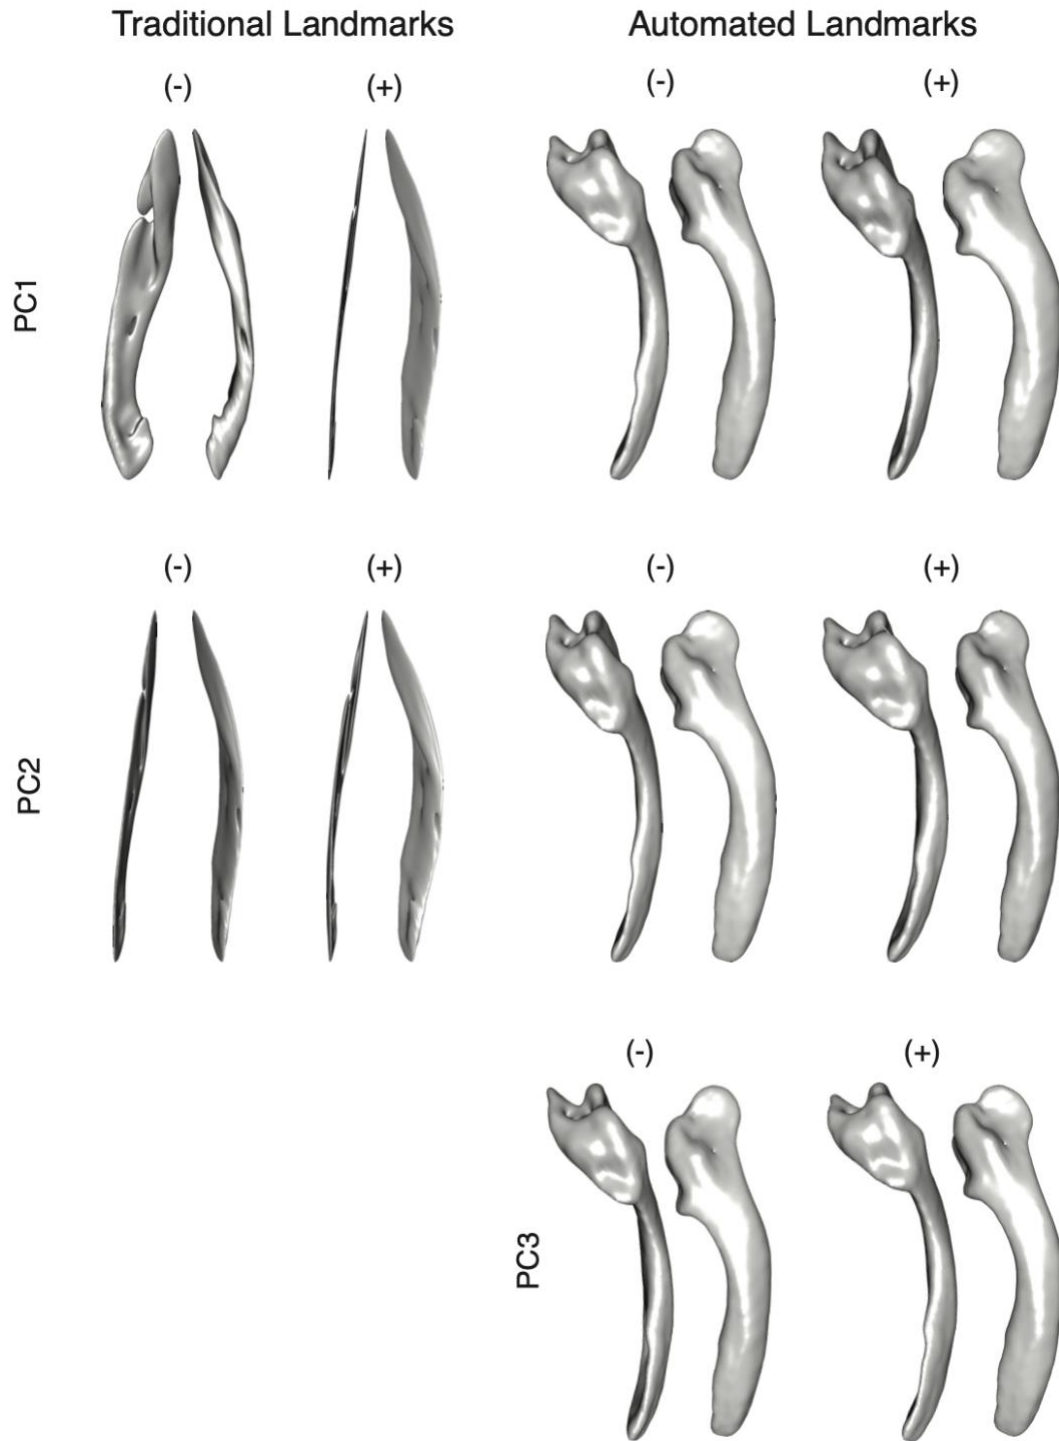 Traditional Landmarks
Automated Landmarks
(-)
(+)
(-)
(+)
PC1
(-)
(+)
(-)
(+)
PC2
(-)
(+)
PC3